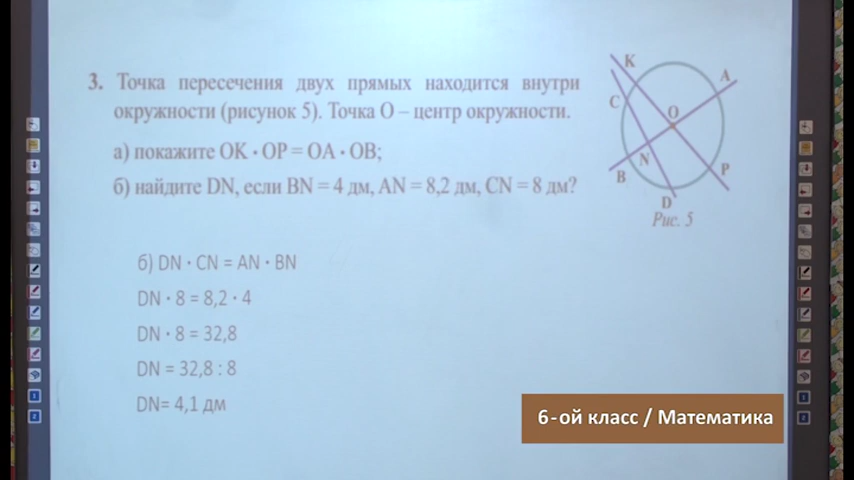 3. Точка пересечения двух прямых находится внутри
окружности (рисунок 5). Точка O – центр окружности.
а) покажите OK · OP = OA · OB;
б) найдите DN, если BN = 4 дм, AN = 8,2 дм, CN = 8 дм?
K
A
C
O
N
B
P
D
Рис. 5
б) DN · CN = AN · BN
DN · 8 = 8,2 · 4
DN · 8 = 32,8
DN = 32,8 : 8
DN= 4,1 дм
6-ой класс / Математика